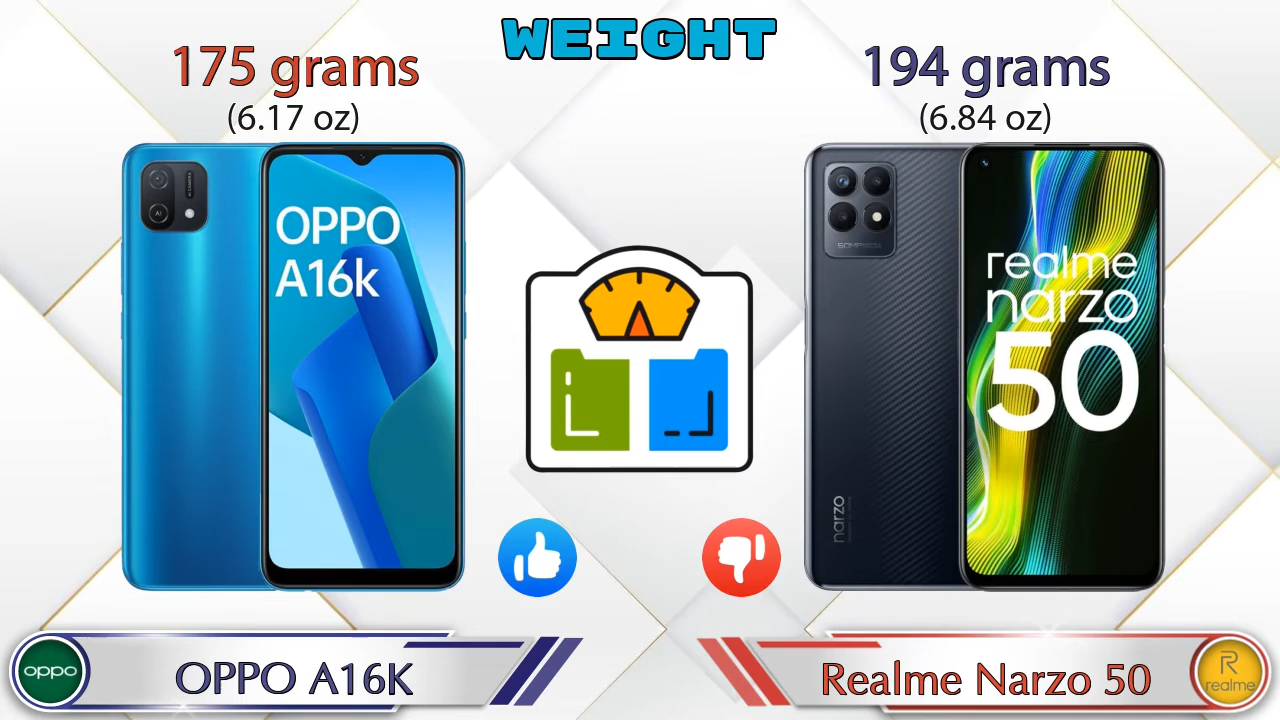 WEIGHT
175 grams
(6.17 oz)
194 grams
(6.84 oz)
AI
OPPO
A16k
realme
narzo
50
narzo
oppo
OPPO A16K
Realme Narzo 50
R
realme